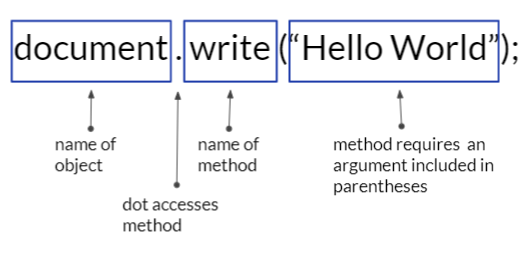 document.write(“Hello World”);
name of
object
name of
method
method requires an
argument included in
parentheses
dot accesses
method